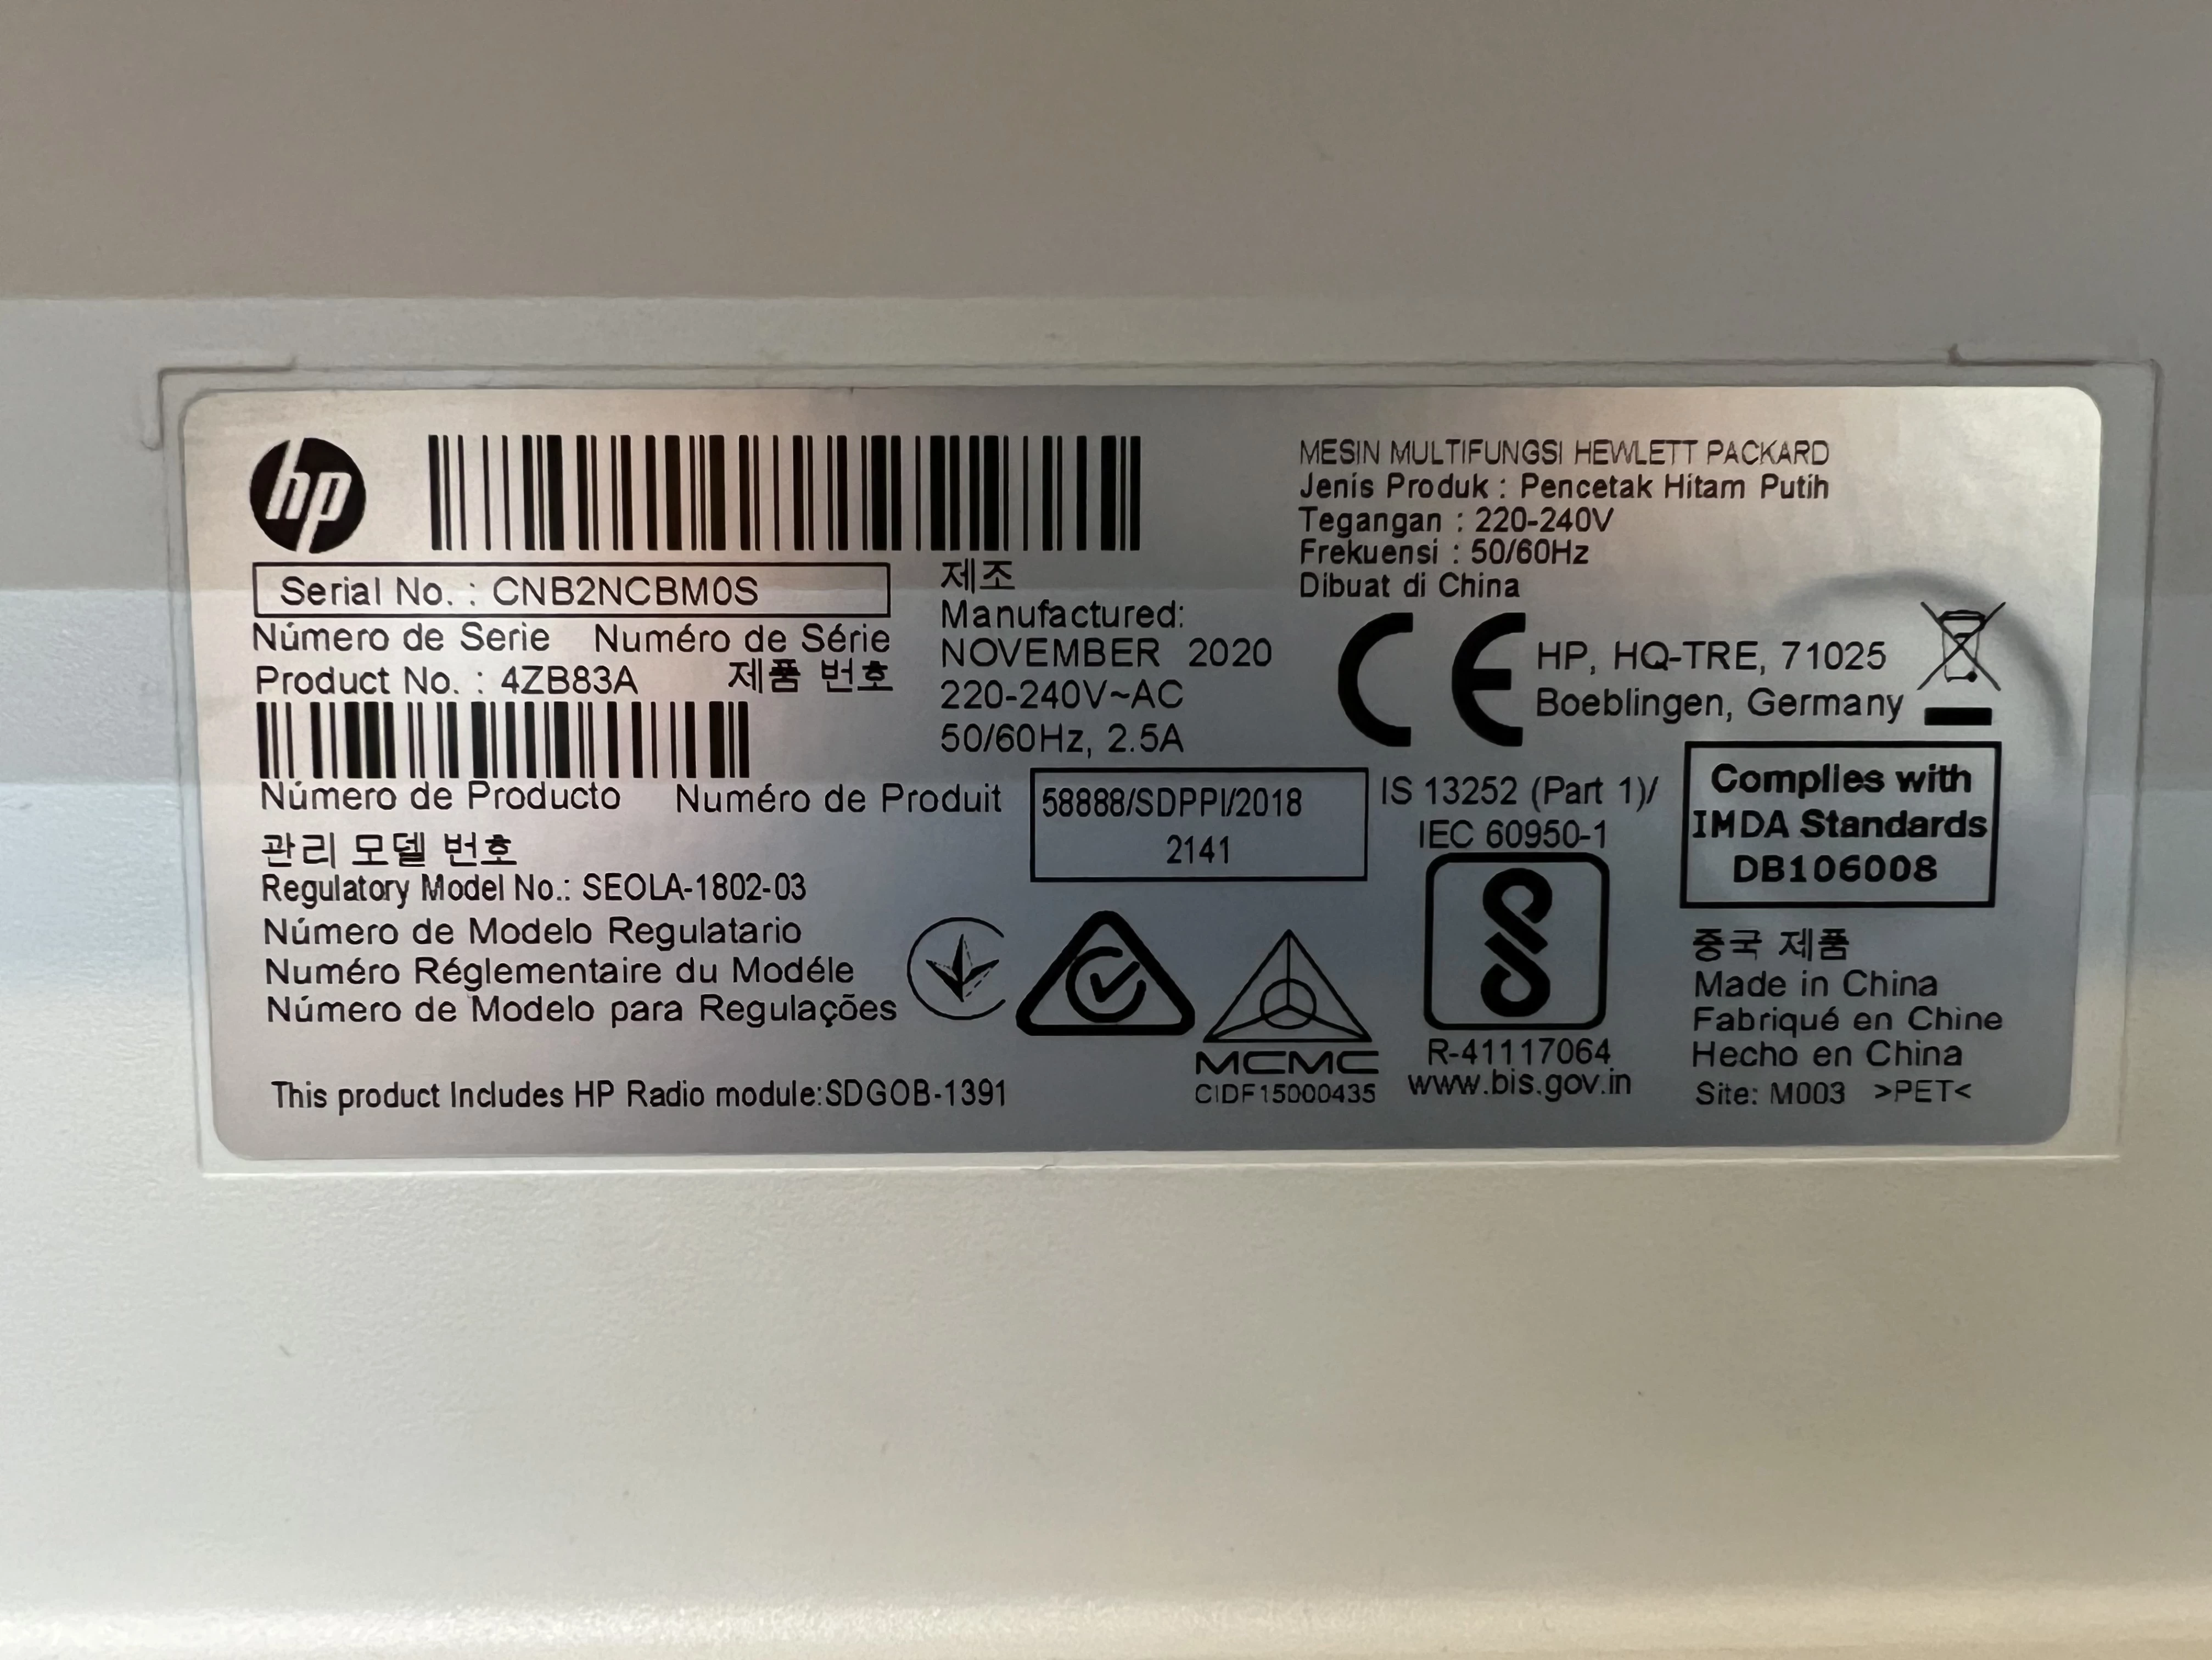 hp
Serial No. : CNB2NCBM0S
Número de Serie Numéro de Série
Product No. : 4ZB83A 제품 번호
Número de Producto Numéro de Produit
관리 모델 번호
Regulatory Model No.: SEOLA-1802-03
Número de Modelo Regulatario
Numéro Réglementaire du Modéle
Número de Modelo para Regulações
This product Includes HP Radio module:SDGOB-1391
제조
Manufactured:
NOVEMBER 2020
220-240V~AC
50/60Hz, 2.5A
58888/SDPPI/2018
2141
MESIN MULTIFUNGSI HEWLETT PACKARD
Jenis Produk : Pencetak Hitam Putih
Tegangan : 220-240V
Frekuensi : 50/60Hz
Dibuat di China
CE
HP, HQ-TRE, 71025
Boeblingen, Germany
IS 13252 (Part 1)/
IEC 60950-1
R-41117064
www.bis.gov.in
MCMC
CIDF15000435
Complies with
IMDA Standards
DB106008
중국 제품
Made in China
Fabriqué en Chine
Hecho en China
Site: M003 >PET<